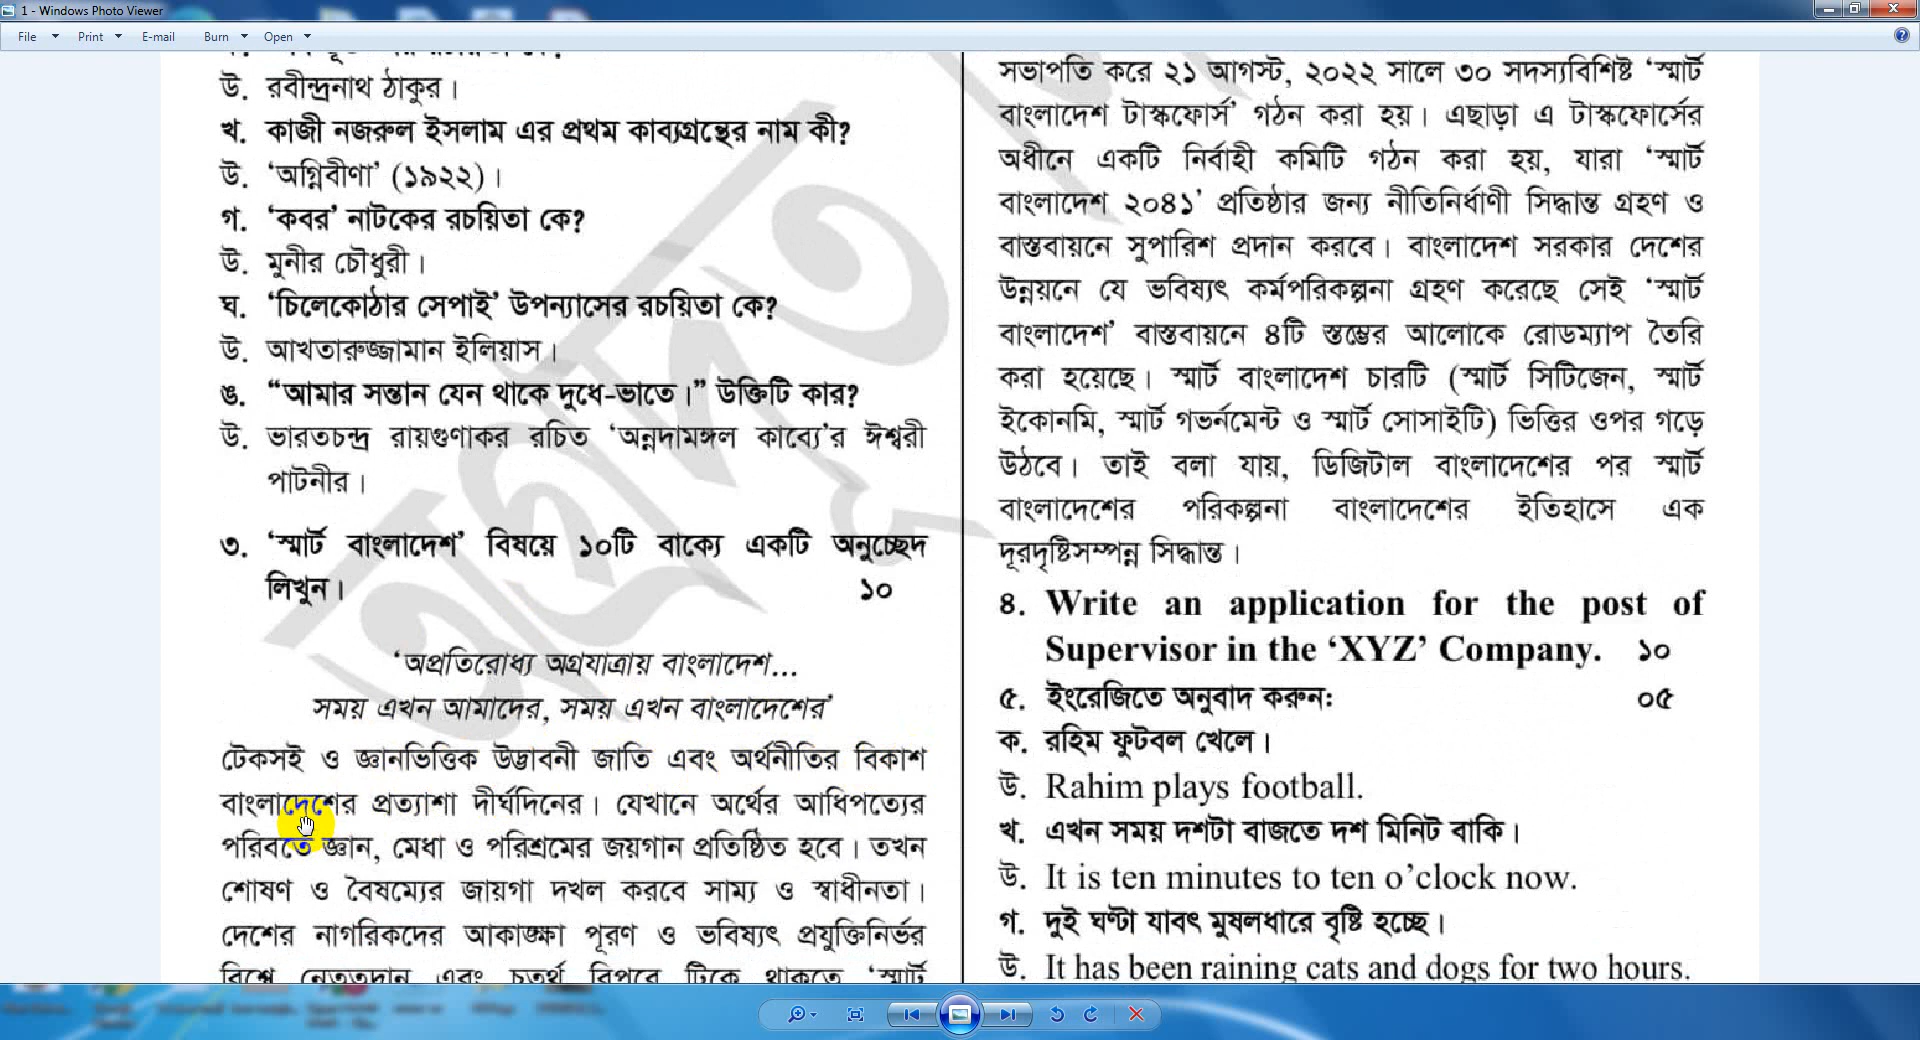 1 - Windows Photo Viewer
File Print E-mail Burn Open
উ. রবীন্দ্রনাথ ঠাকুর।
খ. কাজী নজরুল ইসলাম এর প্রথম কাব্যগ্রন্থের নাম কী?
উ. ‘অগ্নিবীণা’ (১৯২২)।
গ. ‘কবর’ নাটকের রচয়িতা কে?
উ. মুনীর চৌধুরী।
ঘ. ‘চিলেকোঠার সেপাই’ উপন্যাসের রচয়িতা কে?
উ. আখতারুজ্জামান ইলিয়াস।
ঙ. “আমার সন্তান যেন থাকে দুধে-ভাতে।” উক্তিটি কার?
উ. ভারতচন্দ্র রায়গুণাকর রচিত ‘অন্নদামঙ্গল কাব্যে’র ঈশ্বরী
পাটনীর।
৩. ‘স্মার্ট বাংলাদেশ’ বিষয়ে ১০টি বাক্যে একটি অনুচ্ছেদ
লিখুন। ১০
‘অপ্রতিরোধ্য অগ্রযাত্রায় বাংলাদেশ...
সময় এখন আমাদের, সময় এখন বাংলাদেশের’
টেকসই ও জ্ঞানভিত্তিক উদ্ভাবনী জাতি এবং অর্থনীতির বিকাশ
বাংলাদেশের প্রত্যাশা দীর্ঘদিনের। যেখানে অর্থের আধিপত্যের
পরিবর্তে জ্ঞান, মেধা ও পরিশ্রমের জয়গান প্রতিষ্ঠিত হবে। তখন
শোষণ ও বৈষম্যের জায়গা দখল করবে সাম্য ও স্বাধীনতা।
দেশের নাগরিকদের আকাঙ্ক্ষা পূরণ ও ভবিষ্যৎ প্রযুক্তিনির্ভর
বিশ্বে নেতৃত্বদান এবং চতুর্থ বিপ্লবে টিকে থাকতে ‘স্মার্ট
সভাপতি করে ২১ আগস্ট, ২০২২ সালে ৩০ সদস্যবিশিষ্ট ‘স্মার্ট
বাংলাদেশ টাস্কফোর্স’ গঠন করা হয়। এছাড়া এ টাস্কফোর্সের
অধীনে একটি নির্বাহী কমিটি গঠন করা হয়, যারা ‘স্মার্ট
বাংলাদেশ ২০৪১’ প্রতিষ্ঠার জন্য নীতিনির্ধাণী সিদ্ধান্ত গ্রহণ ও
বাস্তবায়নে সুপারিশ প্রদান করবে। বাংলাদেশ সরকার দেশের
উন্নয়নে যে ভবিষ্যৎ কর্মপরিকল্পনা গ্রহণ করেছে সেই ‘স্মার্ট
বাংলাদেশ’ বাস্তবায়নে ৪টি স্তম্ভের আলোকে রোডম্যাপ তৈরি
করা হয়েছে। স্মার্ট বাংলাদেশ চারটি (স্মার্ট সিটিজেন, স্মার্ট
ইকোনমি, স্মার্ট গভর্নমেন্ট ও স্মার্ট সোসাইটি) ভিত্তির ওপর গড়ে
উঠবে। তাই বলা যায়, ডিজিটাল বাংলাদেশের পর স্মার্ট
বাংলাদেশের পরিকল্পনা বাংলাদেশের ইতিহাসে এক
দূরদৃষ্টিসম্পন্ন সিদ্ধান্ত।
৪. Write an application for the post of
Supervisor in the ‘XYZ’ Company. ১০
৫. ইংরেজিতে অনুবাদ করুন: ০৫
ক. রহিম ফুটবল খেলে।
উ. Rahim plays football.
খ. এখন সময় দশটা বাজতে দশ মিনিট বাকি।
উ. It is ten minutes to ten o’clock now.
গ. দুই ঘণ্টা যাবৎ মুষলধারে বৃষ্টি হচ্ছে।
উ. It has been raining cats and dogs for two hours.